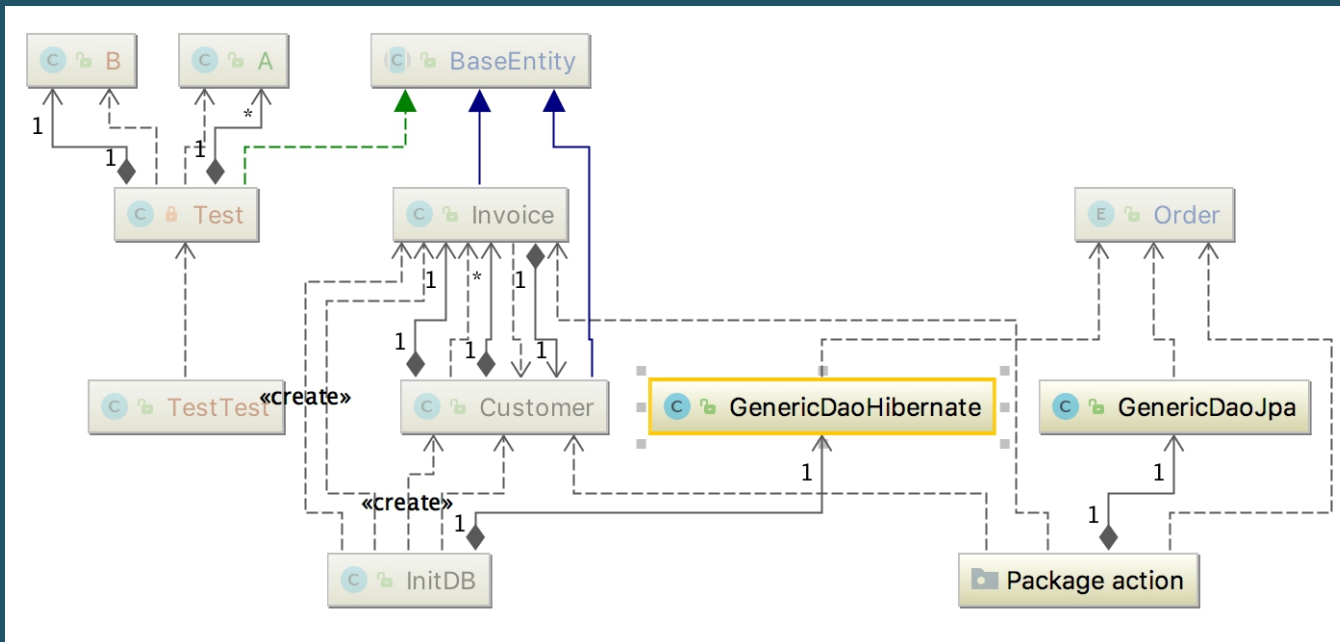 C B
C A
C BaseEntity
1
*
1
1
C Test
C Invoice
E Order
1
*
1
1
1
1
C TestTest
«create»
C Customer
C GenericDaoHibernate
C GenericDaoJpa
1
1
«create»
1
1
C InitDB
Package action